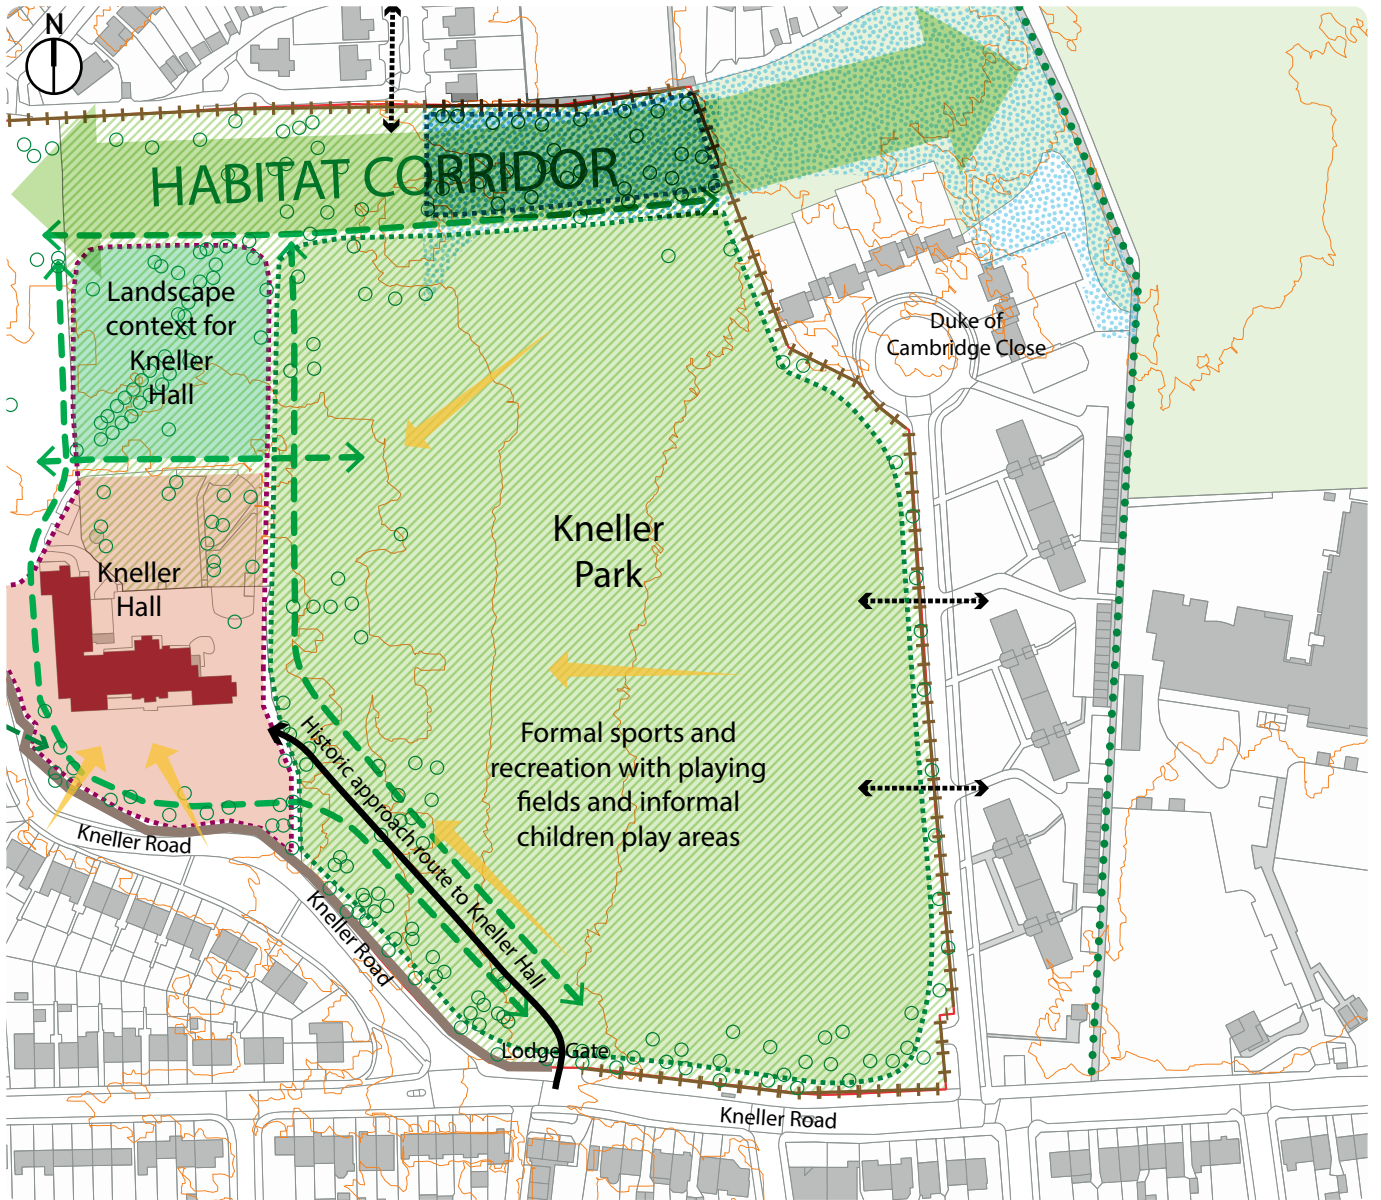 N
HABITAT CORRIDOR
Landscape
context for
Kneller
Hall
Duke of
Cambridge Close
Kneller
Park
Kneller
Hall
Formal sports and
recreation with playing
fields and informal
children play areas
Historic approach route to Kneller Hall
Kneller Road
Kneller Road
Lodge Gate
Kneller Road